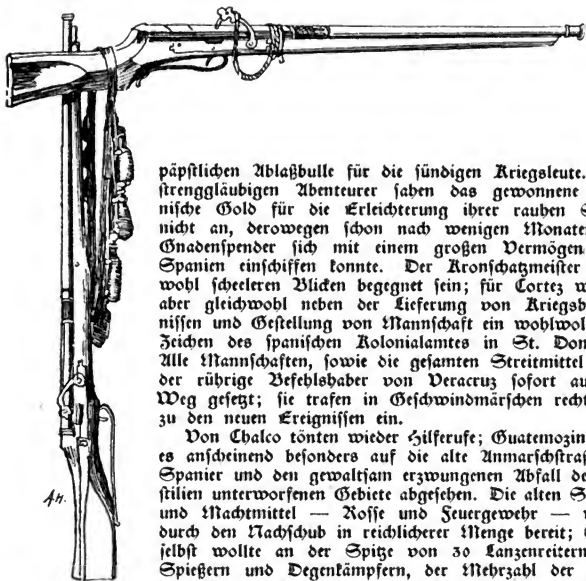 päpstlichen Ablaßbulle für die sündigen Kriegsleute.
strenggläubigen Abenteurer sahen das gewonnene
nische Gold für die Erleichterung ihrer rauhen S
nicht an, derowegen schon nach wenigen Monate
Gnadenspender sich mit einem großen Vermögen
Spanien einschiffen konnte. Der Kronschatzmeister
wohl scheeleren Blicken begegnet sein; für Cortez w
aber gleichwohl neben der Lieferung von Kriegsb
nissen und Gestellung von Mannschaft ein wohlwol
Zeichen des spanischen Kolonialamtes in St. Don
Alle Mannschaften, sowie die gesamten Streitmittel
der rührige Befehlshaber von Veracruz sofort au
Weg gesetzt; sie trafen in Geschwindmärschen recht
zu den neuen Ereignissen ein.
Von Chalco tönten wieder Hilferufe; Guatemozin
es anscheinend besonders auf die alte Anmarschstra
Spanier und den gewaltsam erzwungenen Abfall de
stilien unterworfenen Gebiete abgesehen. Die alten S
und Machtmittel — Rosse und Feuergewehr — w
durch den Nachschub in reichlicherer Menge bereit;
selbst wollte an der Spitze von 30 Lanzenreitern
Spießern und Degenkämpfern, der Mehrzahl der